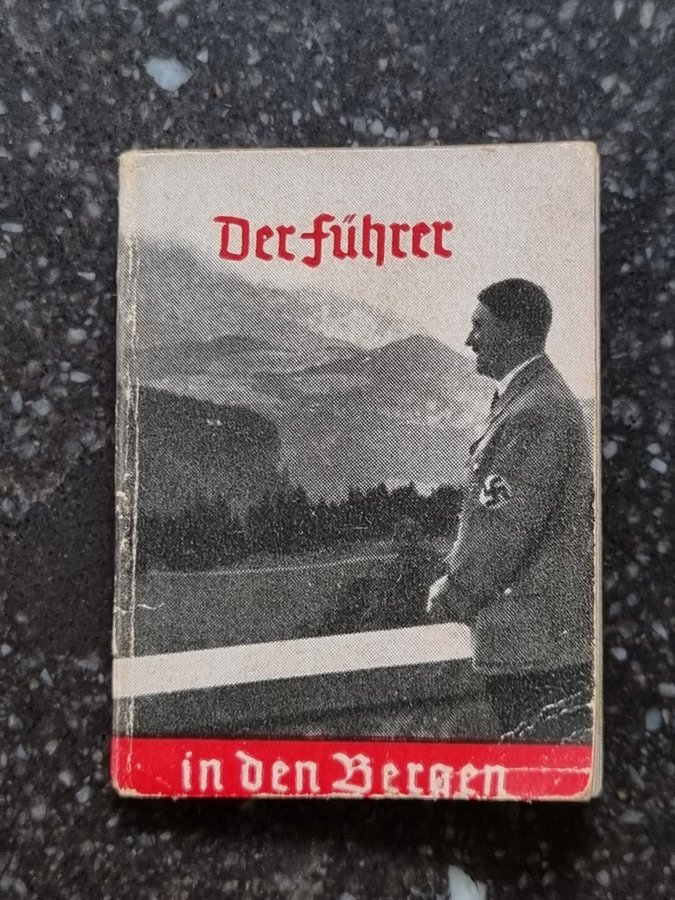 Der Führer
in den Bergen